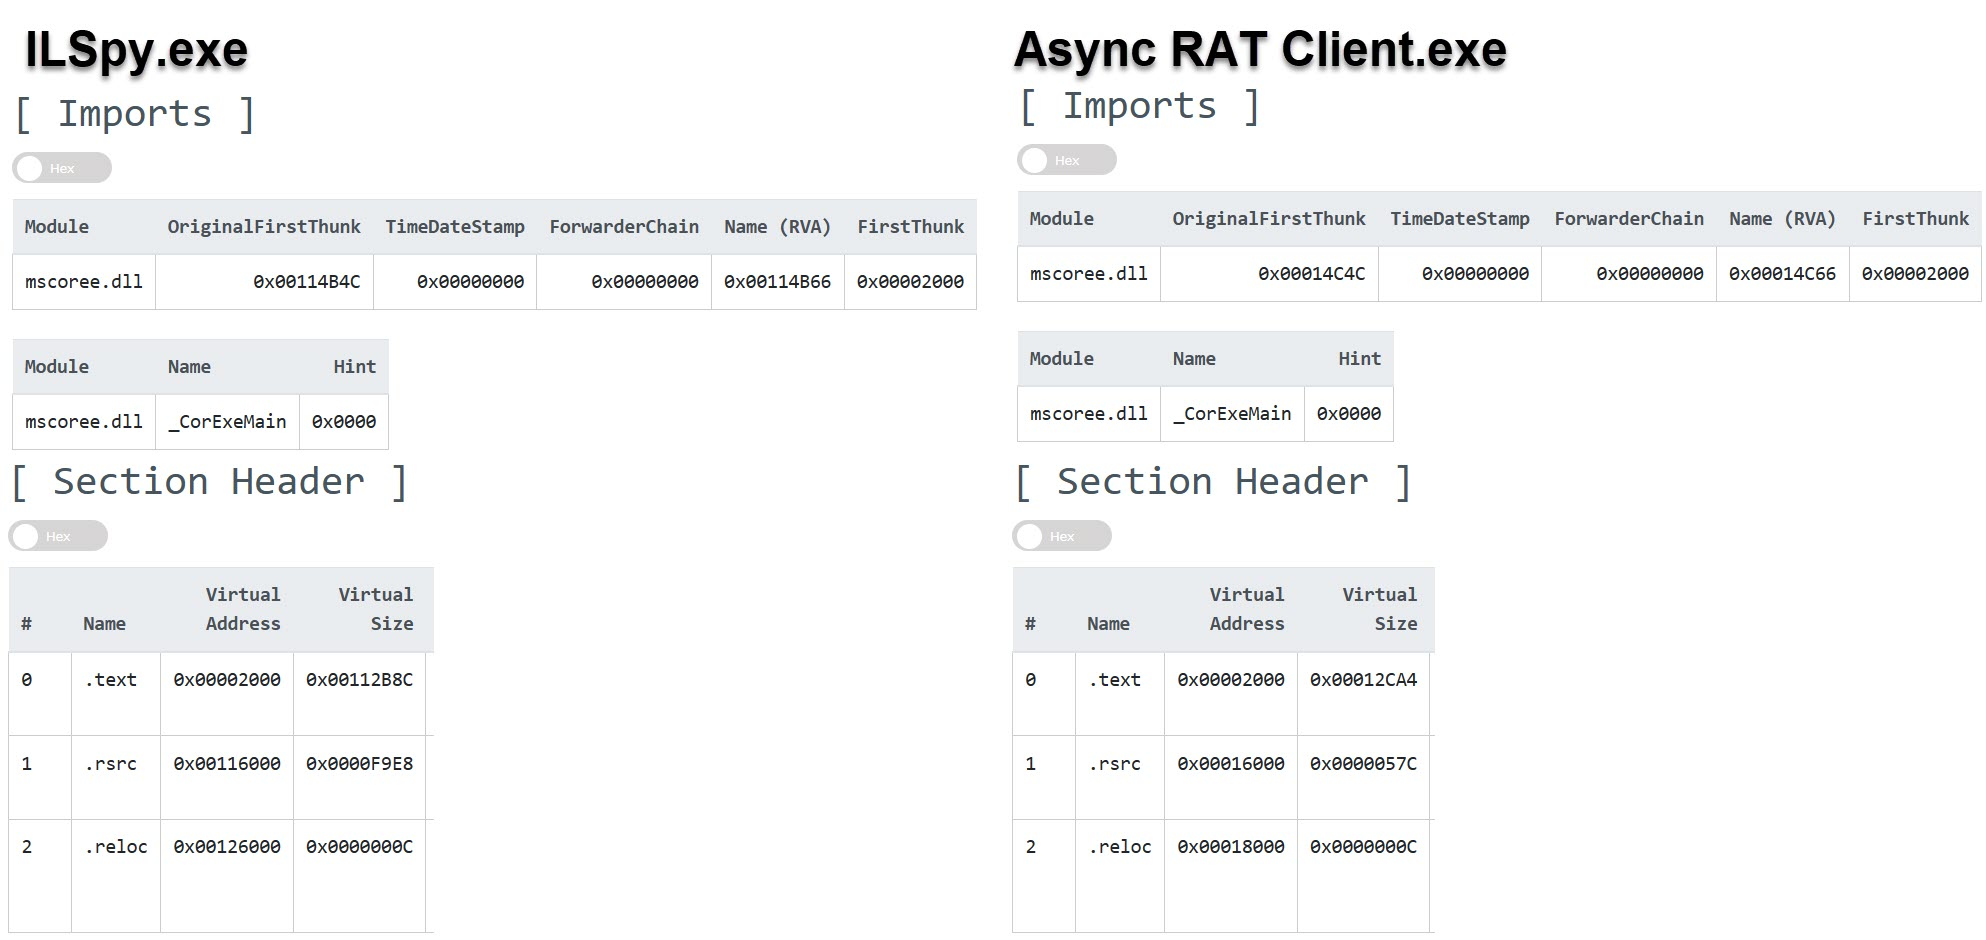 ILSpy.exe
[ Imports ]
Hex
Module OriginalFirstThunk TimeDateStamp ForwarderChain Name (RVA) FirstThunk
mscoree.dll 0x00114B4C 0x00000000 0x00000000 0x00114B66 0x00002000
Module Name Hint
mscoree.dll _CorExeMain 0x0000
[ Section Header ]
Hex
# Name Virtual Address Virtual Size
0 .text 0x00002000 0x00112B8C
1 .rsrc 0x00116000 0x0000F9E8
2 .reloc 0x00126000 0x0000000C
Async RAT Client.exe
[ Imports ]
Hex
Module OriginalFirstThunk TimeDateStamp ForwarderChain Name (RVA) FirstThunk
mscoree.dll 0x00014C4C 0x00000000 0x00000000 0x00014C66 0x00002000
Module Name Hint
mscoree.dll _CorExeMain 0x0000
[ Section Header ]
Hex
# Name Virtual Address Virtual Size
0 .text 0x00002000 0x00012CA4
1 .rsrc 0x00016000 0x0000057C
2 .reloc 0x00018000 0x0000000C